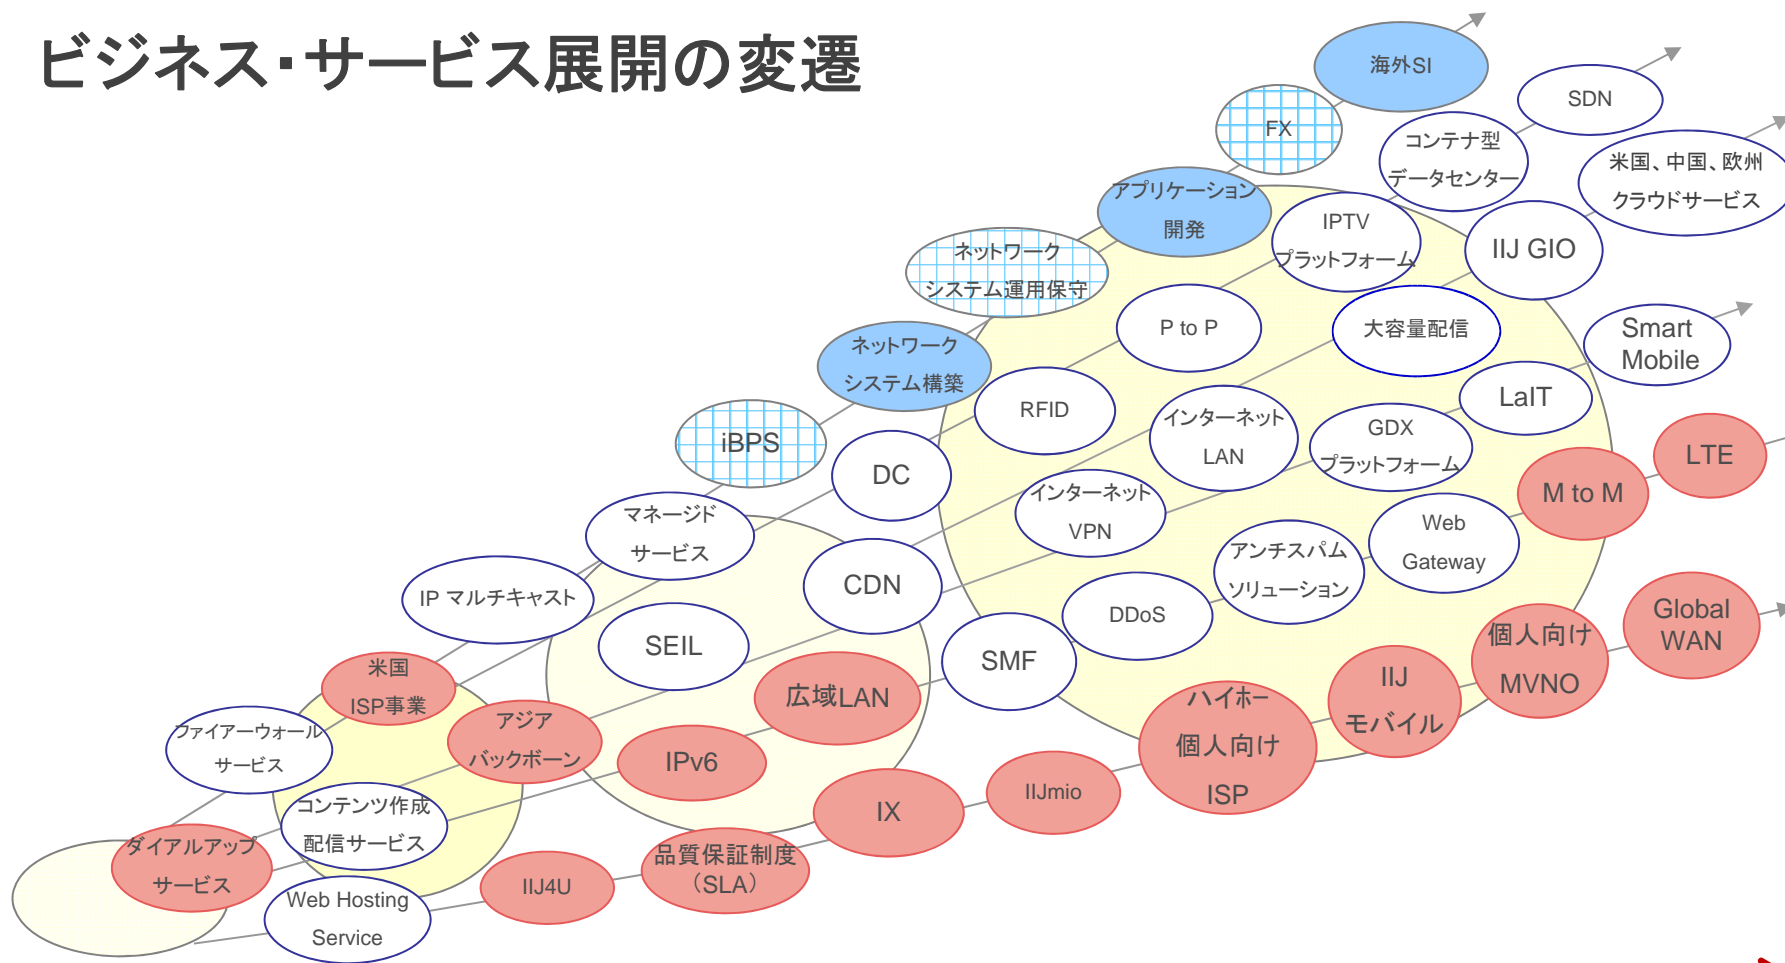 ビジネス・サービス展開の変遷
海外SI
SDN
FX
コンテナ型
データセンター
米国、中国、欧州
クラウドサービス
アプリケーション
開発
IPTV
プラットフォーム
IIJ GIO
ネットワーク
システム運用保守
P to P
大容量配信
Smart
Mobile
ネットワーク
システム構築
RFID
インターネット
LAN
GDX
プラットフォーム
LaIT
iBPS
DC
LTE
M to M
マネージド
サービス
インターネット
VPN
アンチスパム
ソリューション
Web
Gateway
IP マルチキャスト
CDN
DDoS
Global
WAN
SEIL
SMF
個人向け
MVNO
米国
ISP事業
広域LAN
IIJ
モバイル
ファイアーウォール
サービス
アジア
バックボーン
IPv6
ハイホー
個人向け
ISP
コンテンツ作成
配信サービス
IX
IIJmio
ダイアルアップ
サービス
品質保証制度
（SLA）
IIJ4U
Web Hosting
Service